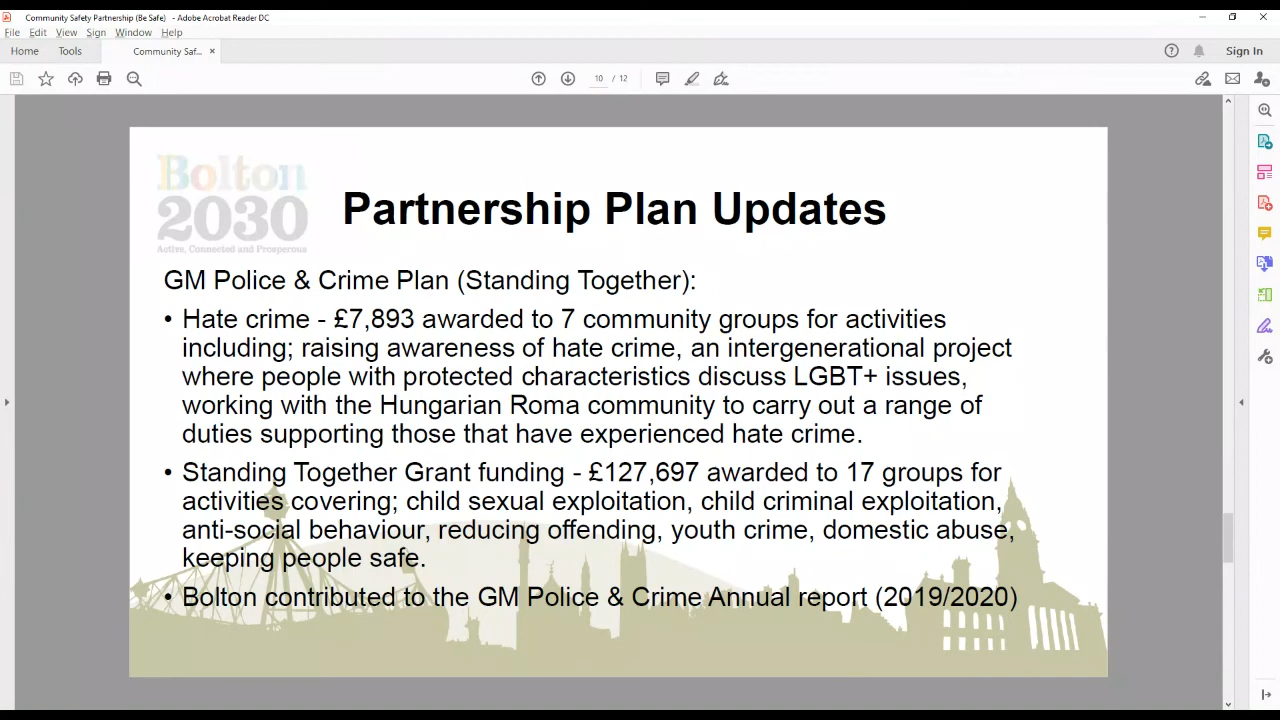 Community Safety Partnership (Be Safe) - Adobe Acrobat Reader DC
File Edit View Sign Window Help
Home Tools Community Saf... × Sign In
10 / 12
Bolton
2030
Active, Connected and Prosperous
Partnership Plan Updates
GM Police & Crime Plan (Standing Together):
• Hate crime - £7,893 awarded to 7 community groups for activities
including; raising awareness of hate crime, an intergenerational project
where people with protected characteristics discuss LGBT+ issues,
working with the Hungarian Roma community to carry out a range of
duties supporting those that have experienced hate crime.
• Standing Together Grant funding - £127,697 awarded to 17 groups for
activities covering; child sexual exploitation, child criminal exploitation,
anti-social behaviour, reducing offending, youth crime, domestic abuse,
keeping people safe.
• Bolton contributed to the GM Police & Crime Annual report (2019/2020)